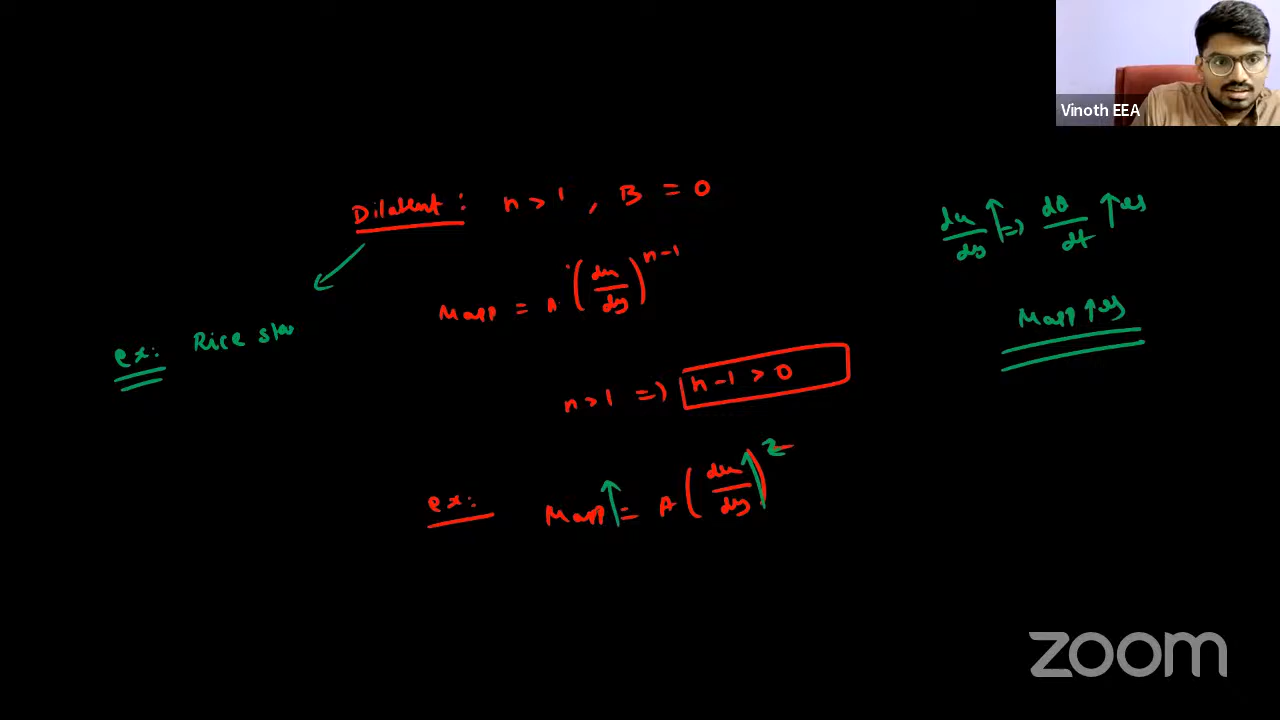 Vinoth EEA
Dilatent : n > 1 , B = 0
du/dy ↑ => dθ/dt ↑es
Mapp = A (du/dy)^n-1
Mapp ↑es
ex: Rice star
n > 1 => n-1 > 0
ex: Mapp ↑ = A (du/dy ↑)^2
zoom